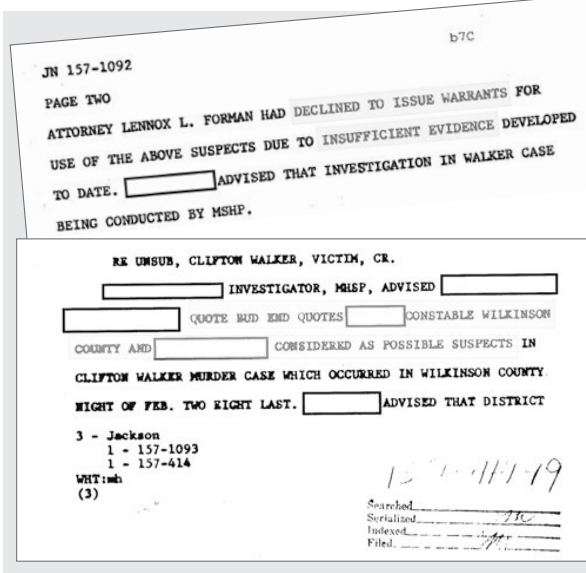 b7C
JN 157-1092
PAGE TWO
ATTORNEY LENNOX L. FORMAN HAD DECLINED TO ISSUE WARRANTS FOR
USE OF THE ABOVE SUSPECTS DUE TO INSUFFICIENT EVIDENCE DEVELOPED
TO DATE. ADVISED THAT INVESTIGATION IN WALKER CASE
BEING CONDUCTED BY MSHP.
RE UNSUB, CLIFTON WALKER, VICTIM, CR.
INVESTIGATOR, MHSP, ADVISED
QUOTE BUD END QUOTES CONSTABLE WILKINSON
COUNTY AND CONSIDERED AS POSSIBLE SUSPECTS IN
CLIFTON WALKER MURDER CASE WHICH OCCURRED IN WILKINSON COUNTY
NIGHT OF FEB. TWO EIGHT LAST. ADVISED THAT DISTRICT
3 - Jackson
1 - 157-1093
1 - 157-414
WHT:mh
(3)
Searched
Serialized
Indexed
Filed